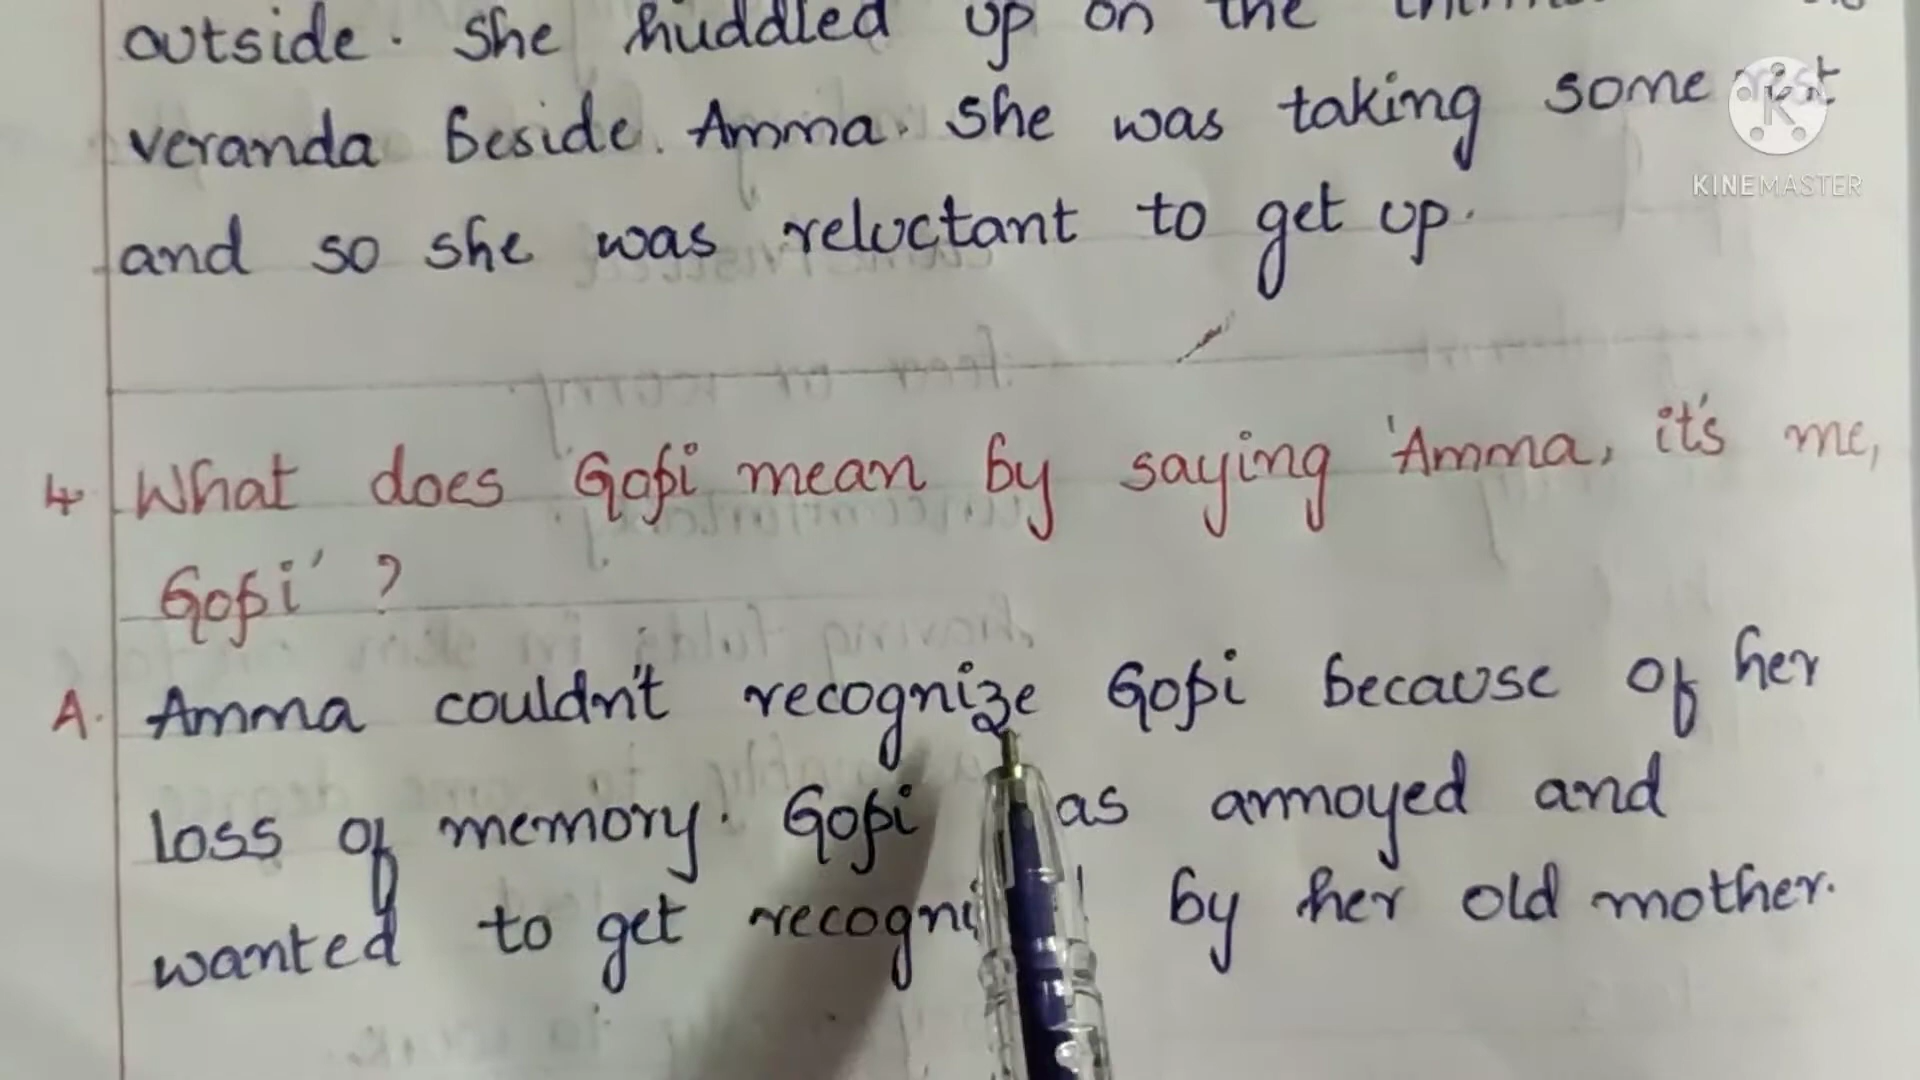 outside. She huddled up on the
veranda beside Amma. She was taking some rest
and so she was reluctant to get up.
4 What does Gopi mean by saying 'Amma, it's me,
Gopi' ?
A. Amma couldn't recognize Gopi because of her
loss of memory. Gopi as annoyed and
wanted to get by her old mother.
KINEMASTER